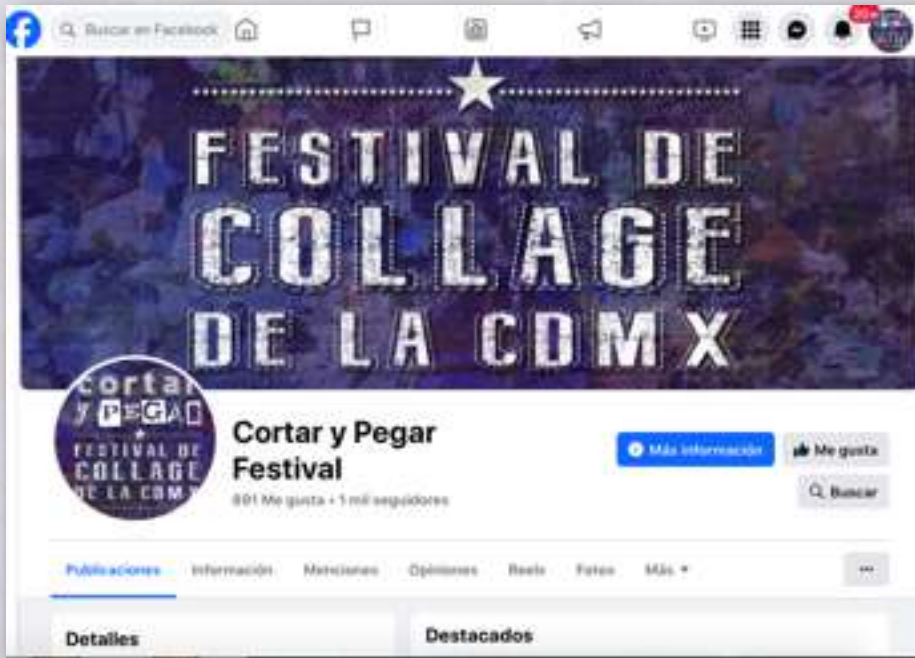 Buscar en Facebook
20+
FESTIVAL DE
COLLAGE
DE LA CDMX
cortar
y PEGAR
FESTIVAL DE
COLLAGE
DE LA CDMX
Cortar y Pegar
Festival
Más información
Me gusta
891 Me gusta • 1 mil seguidores
Buscar
Publicaciones
Información
Menciones
Opiniones
Reels
Fotos
Más
Detalles
Destacados